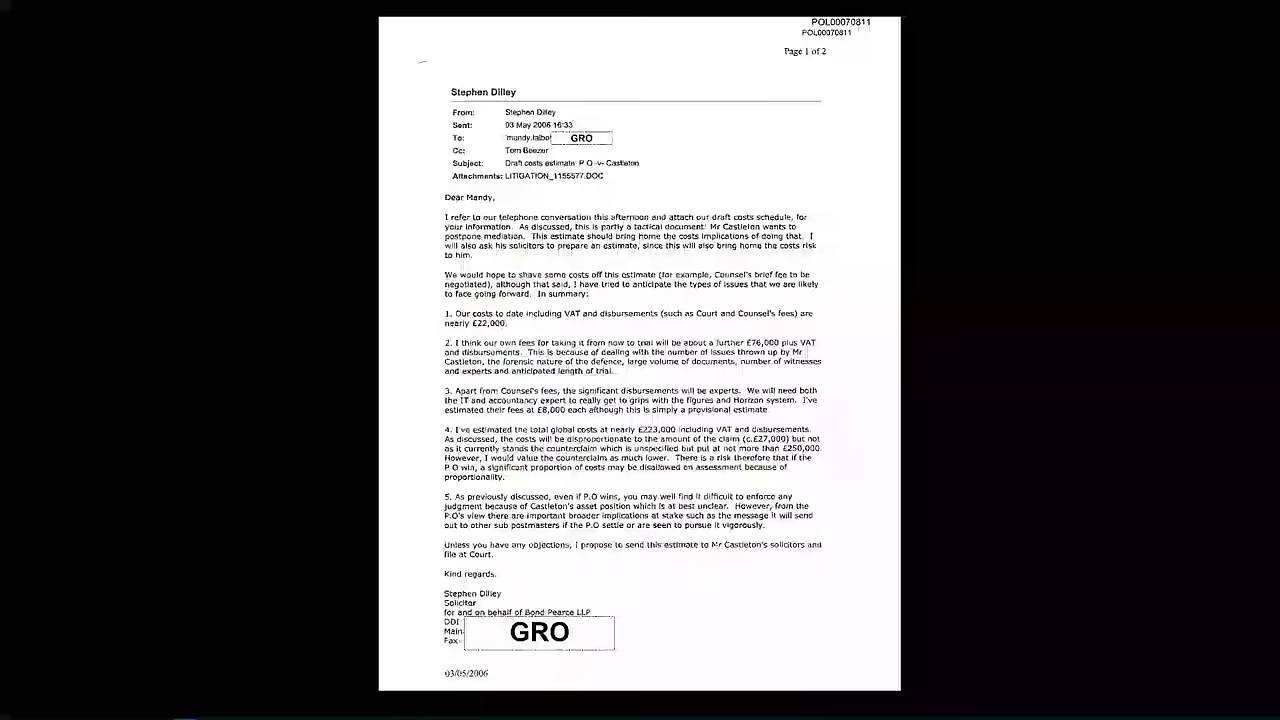 POL00070811
POL00070811
Page 1 of 2
Stephen Dilley
From: Stephen Dilley
Sent: 03 May 2006 16:33
To: 'mandy.talbot GRO
Cc: Tom Beezer
Subject: Draft costs estimate: P.O -v- Castleton
Attachments: LITIGATION_1155577.DOC
Dear Mandy,
I refer to our telephone conversation this afternoon and attach our draft costs schedule, for
your information. As discussed, this is partly a tactical document: Mr Castleton wants to
postpone mediation. This estimate should bring home the costs implications of doing that. I
will also ask his solicitors to prepare an estimate, since this will also bring home the costs risk
to him.
We would hope to shave some costs off this estimate (for example, Counsel's brief fee to be
negotiated), although that said, I have tried to anticipate the types of issues that we are likely
to face going forward. In summary:
1. Our costs to date including VAT and disbursements (such as Court and Counsel's fees) are
nearly £22,000.
2. I think our own fees for taking it from now to trial will be about a further £76,000 plus VAT
and disbursements. This is because of dealing with the number of issues thrown up by Mr
Castleton, the forensic nature of the defence, large volume of documents, number of witnesses
and experts and anticipated length of trial.
3. Apart from Counsel's fees, the significant disbursements will be experts. We will need both
the IT and accountancy expert to really get to grips with the figures and Horizon system. I've
estimated their fees at £8,000 each although this is simply a provisional estimate.
4. I've estimated the total global costs at nearly £223,000 including VAT and disbursements.
As discussed, the costs will be disproportionate to the amount of the claim (c.£27,000) but not
as it currently stands the counterclaim which is unspecified but put at not more than £250,000.
However, I would value the counterclaim as much lower. There is a risk therefore that if the
P.O win, a significant proportion of costs may be disallowed on assessment because of
proportionality.
5. As previously discussed, even if P.O wins, you may well find it difficult to enforce any
judgment because of Castleton's asset position which is at best unclear. However, from the
P.O's view there are important broader implications at stake such as the message it will send
out to other sub postmasters if the P.O settle or are seen to pursue it vigorously.
Unless you have any objections, I propose to send this estimate to Mr Castleton's solicitors and
file at Court.
Kind regards.
Stephen Dilley
Solicitor
for and on behalf of Bond Pearce LLP
DDI:
Main: GRO
Fax:
03/05/2006